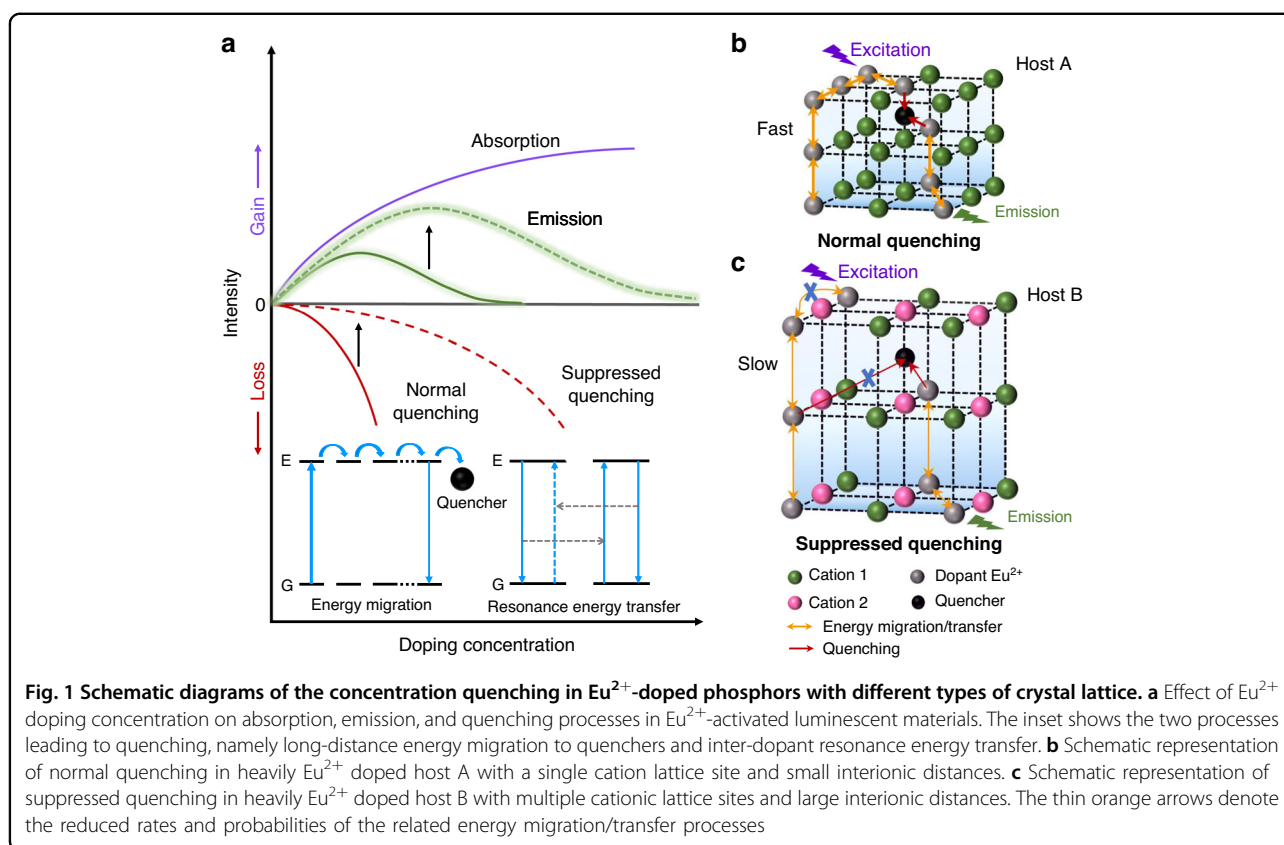 a
Gain
0
Intensity
Loss
Absorption
Emission
Normal
quenching
Suppressed
quenching
E
G
Quencher
Energy migration
E
G
Resonance energy transfer
Doping concentration
b
Excitation
Host A
Fast
Emission
Normal quenching
c
Excitation
Host B
Slow
Emission
Suppressed quenching
Cation 1
Dopant Eu²⁺
Cation 2
Quencher
Energy migration/transfer
Quenching
Fig. 1 Schematic diagrams of the concentration quenching in Eu²⁺-doped phosphors with different types of crystal lattice. a Effect of Eu²⁺
doping concentration on absorption, emission, and quenching processes in Eu²⁺-activated luminescent materials. The inset shows the two processes
leading to quenching, namely long-distance energy migration to quenchers and inter-dopant resonance energy transfer. b Schematic representation
of normal quenching in heavily Eu²⁺ doped host A with a single cation lattice site and small interionic distances. c Schematic representation of
suppressed quenching in heavily Eu²⁺ doped host B with multiple cationic lattice sites and large interionic distances. The thin orange arrows denote
the reduced rates and probabilities of the related energy migration/transfer processes